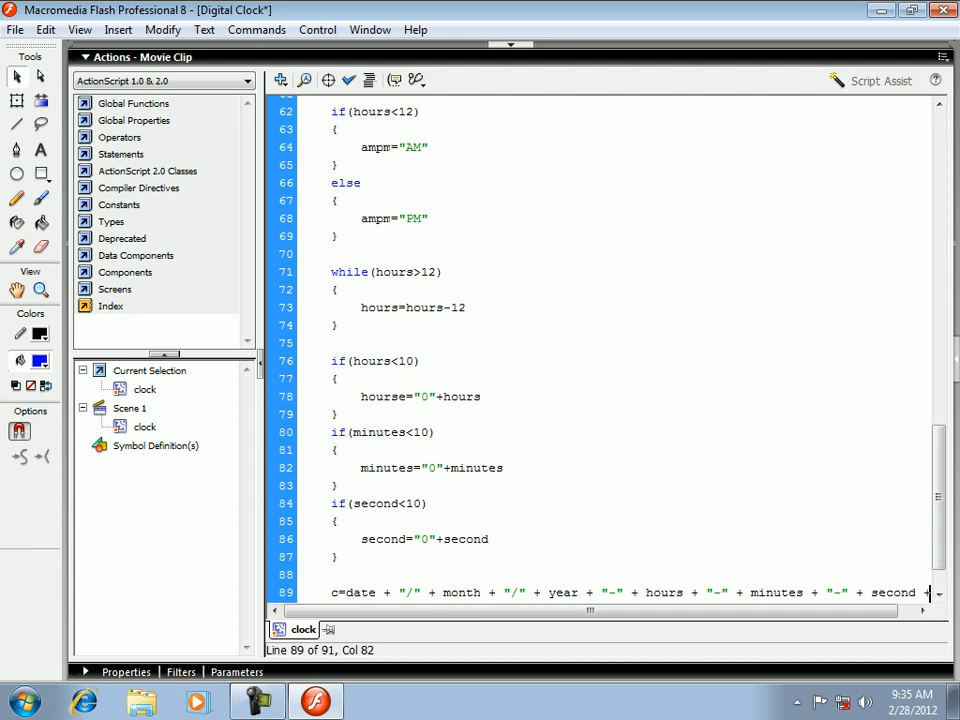 Macromedia Flash Professional 8 - [Digital Clock*]
File Edit View Insert Modify Text Commands Control Window Help
Tools
Actions - Movie Clip
ActionScript 1.0 & 2.0
Script Assist
Global Functions
Global Properties
Operators
Statements
ActionScript 2.0 Classes
Compiler Directives
Constants
Types
Deprecated
Data Components
Components
Screens
Index
View
Colors
Options
Current Selection
clock
Scene 1
clock
Symbol Definition(s)
62 if(hours<12)
63 {
64 ampm="AM"
65 }
66 else
67 {
68 ampm="PM"
69 }
70
71 while(hours>12)
72 {
73 hours=hours-12
74 }
75
76 if(hours<10)
77 {
78 hourse="0"+hours
79 }
80 if(minutes<10)
81 {
82 minutes="0"+minutes
83 }
84 if(second<10)
85 {
86 second="0"+second
87 }
88
89 c=date + "/" + month + "/" + year + "-" + hours + "-" + minutes + "-" + second +
clock
Line 89 of 91, Col 82
Properties Filters Parameters
9:35 AM
2/28/2012